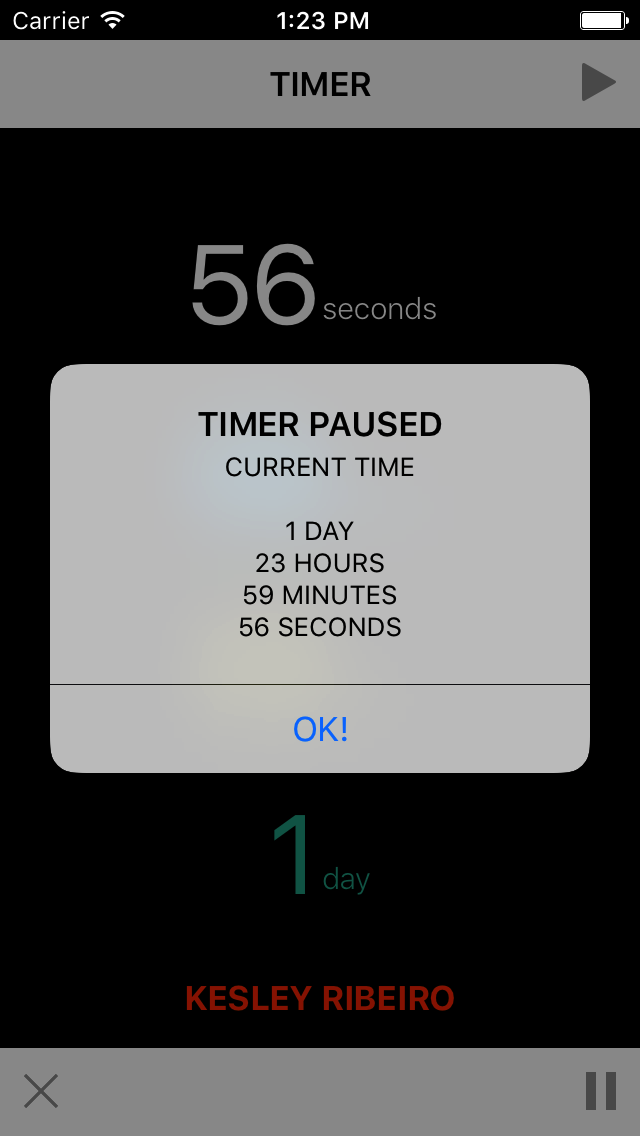 Carrier 1:23 PM
TIMER
56 seconds
TIMER PAUSED
CURRENT TIME
1 DAY
23 HOURS
59 MINUTES
56 SECONDS
OK!
1 day
KESLEY RIBEIRO